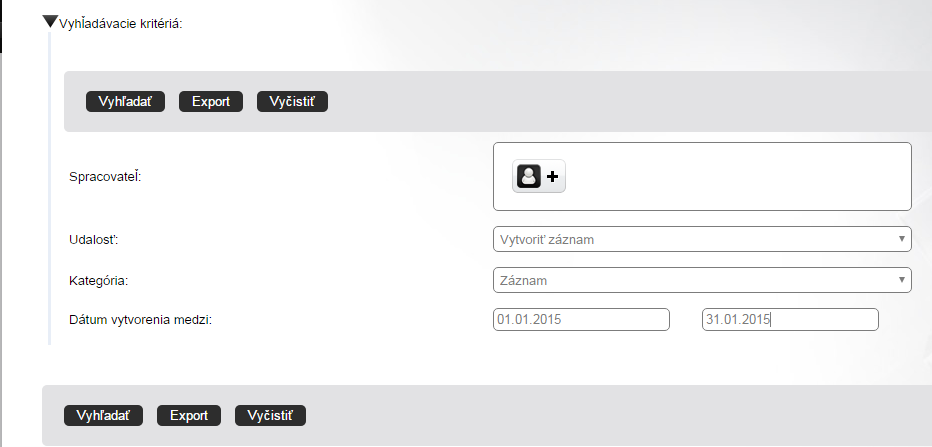 Vyhľadávacie kritériá:
Vyhľadať Export Vyčistiť
Spracovateľ:
Udalosť: Vytvoriť záznam
Kategória: Záznam
Dátum vytvorenia medzi: 01.01.2015 31.01.2015
Vyhľadať Export Vyčistiť